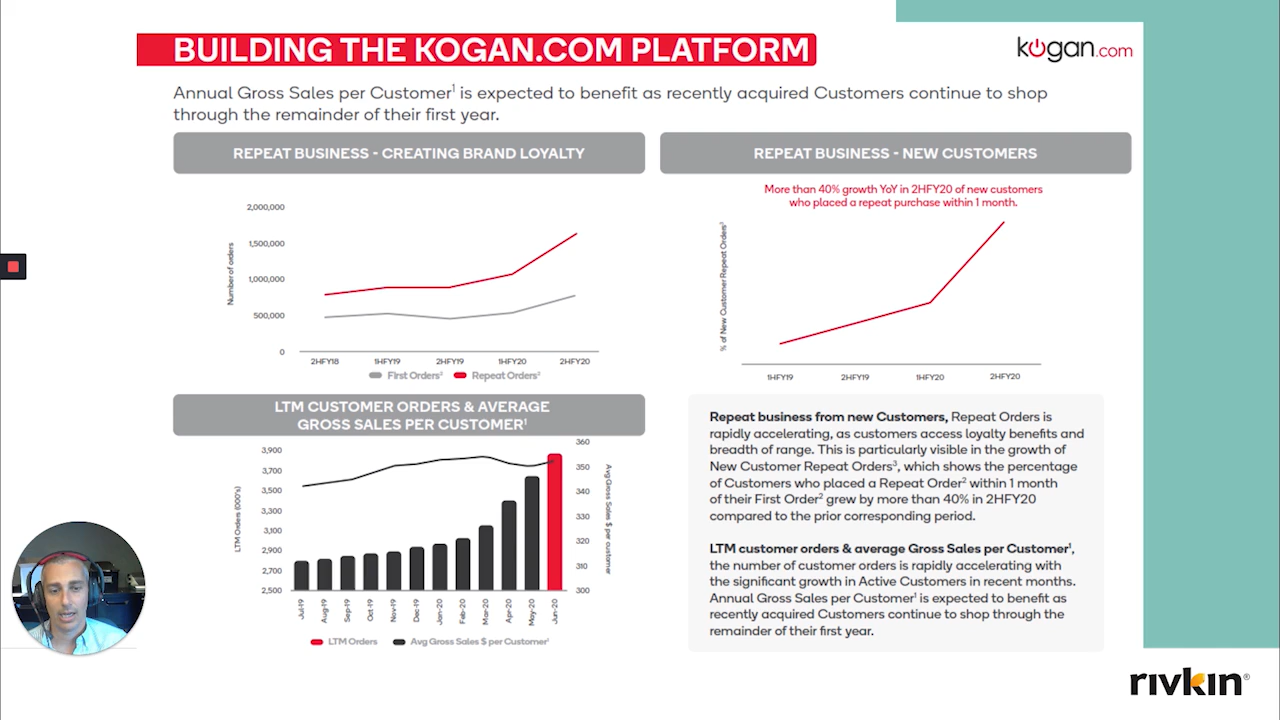 BUILDING THE KOGAN.COM PLATFORM
kogan.com
Annual Gross Sales per Customer¹ is expected to benefit as recently acquired Customers continue to shop
through the remainder of their first year.
REPEAT BUSINESS - CREATING BRAND LOYALTY
2,000,000
1,500,000
1,000,000
500,000
0
Number of orders
2HFY18 1HFY19 2HFY19 1HFY20 2HFY20
First Orders² Repeat Orders²
REPEAT BUSINESS - NEW CUSTOMERS
More than 40% growth YoY in 2HFY20 of new customers
who placed a repeat purchase within 1 month.
% of New Customer Repeat Orders³
1HFY19 2HFY19 1HFY20 2HFY20
LTM CUSTOMER ORDERS & AVERAGE
GROSS SALES PER CUSTOMER¹
3,900
3,700
3,500
3,300
3,100
2,900
2,700
2,500
LTM Orders (000's)
360
350
340
330
320
310
300
Avg Gross Sales $ per customer
Jul-19 Aug-19 Sep-19 Oct-19 Nov-19 Dec-19 Jan-20 Feb-20 Mar-20 Apr-20 May-20 Jun-20
LTM Orders Avg Gross Sales $ per Customer¹
Repeat business from new Customers, Repeat Orders is
rapidly accelerating, as customers access loyalty benefits and
breadth of range. This is particularly visible in the growth of
New Customer Repeat Orders³, which shows the percentage
of Customers who placed a Repeat Order² within 1 month
of their First Order² grew by more than 40% in 2HFY20
compared to the prior corresponding period.
LTM customer orders & average Gross Sales per Customer¹,
the number of customer orders is rapidly accelerating with
the significant growth in Active Customers in recent months.
Annual Gross Sales per Customer¹ is expected to benefit as
recently acquired Customers continue to shop through the
remainder of their first year.
rivkin®